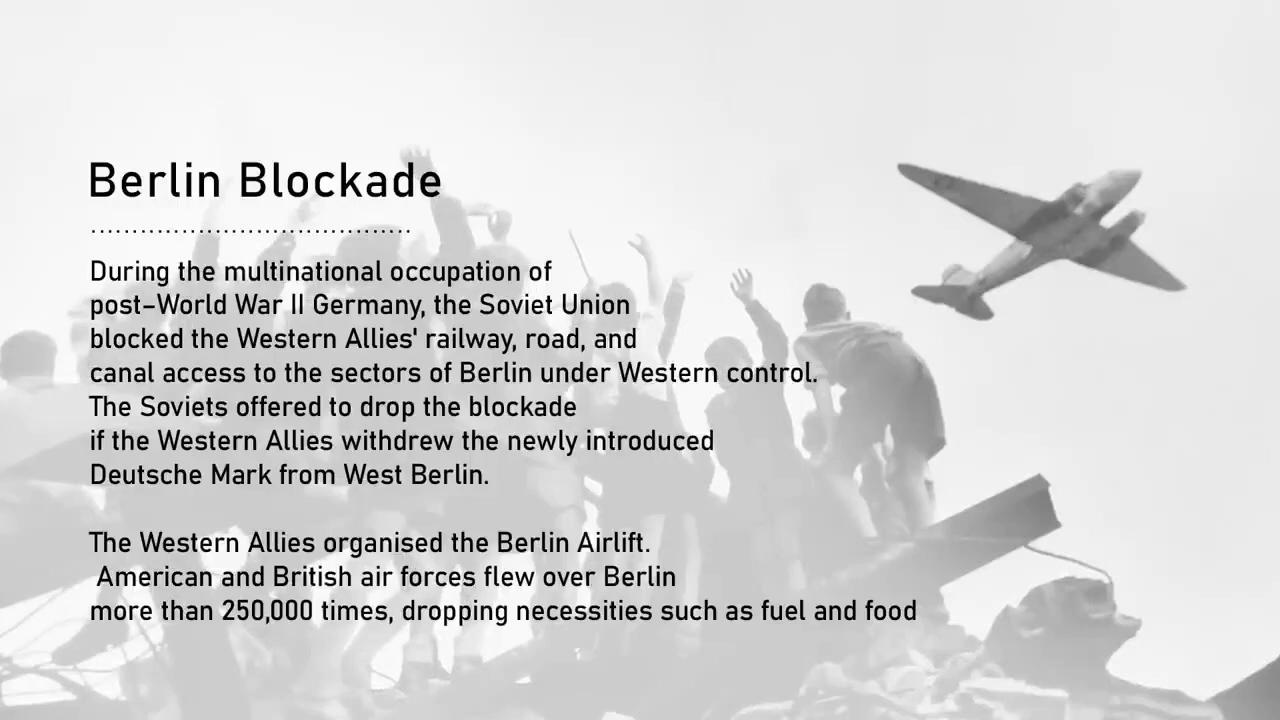 Berlin Blockade
During the multinational occupation of
post–World War II Germany, the Soviet Union
blocked the Western Allies' railway, road, and
canal access to the sectors of Berlin under Western control.
The Soviets offered to drop the blockade
if the Western Allies withdrew the newly introduced
Deutsche Mark from West Berlin.
The Western Allies organised the Berlin Airlift.
American and British air forces flew over Berlin
more than 250,000 times, dropping necessities such as fuel and food